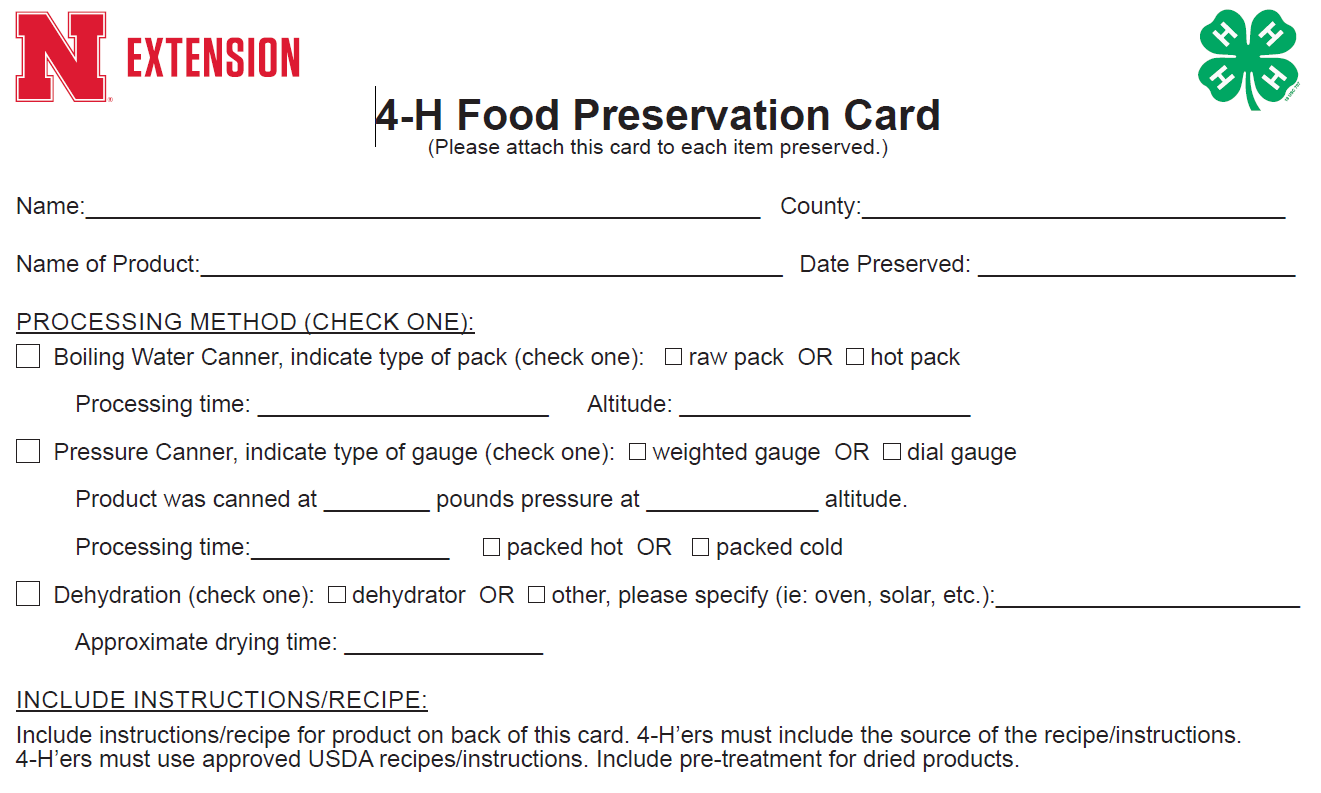 N EXTENSION
®
H H H H
4-H Food Preservation Card
(Please attach this card to each item preserved.)
Name: County:
Name of Product: Date Preserved:
PROCESSING METHOD (CHECK ONE):
Boiling Water Canner, indicate type of pack (check one): raw pack OR hot pack
Processing time: Altitude:
Pressure Canner, indicate type of gauge (check one): weighted gauge OR dial gauge
Product was canned at pounds pressure at altitude.
Processing time: packed hot OR packed cold
Dehydration (check one): dehydrator OR other, please specify (ie: oven, solar, etc.):
Approximate drying time:
INCLUDE INSTRUCTIONS/RECIPE:
Include instructions/recipe for product on back of this card. 4-H’ers must include the source of the recipe/instructions.
4-H’ers must use approved USDA recipes/instructions. Include pre-treatment for dried products.